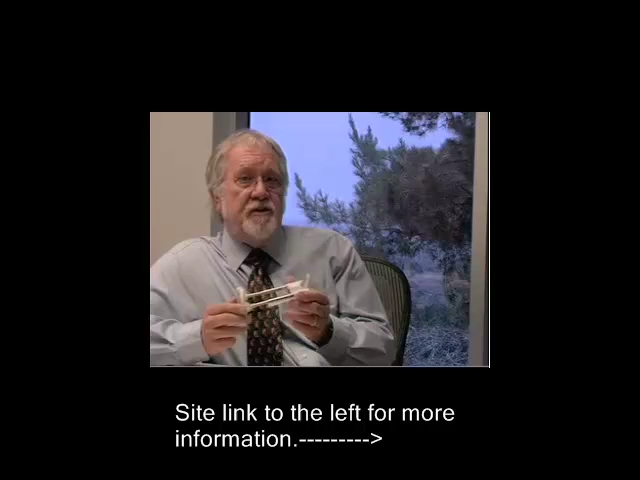 Site link to the left for more
information.--------->